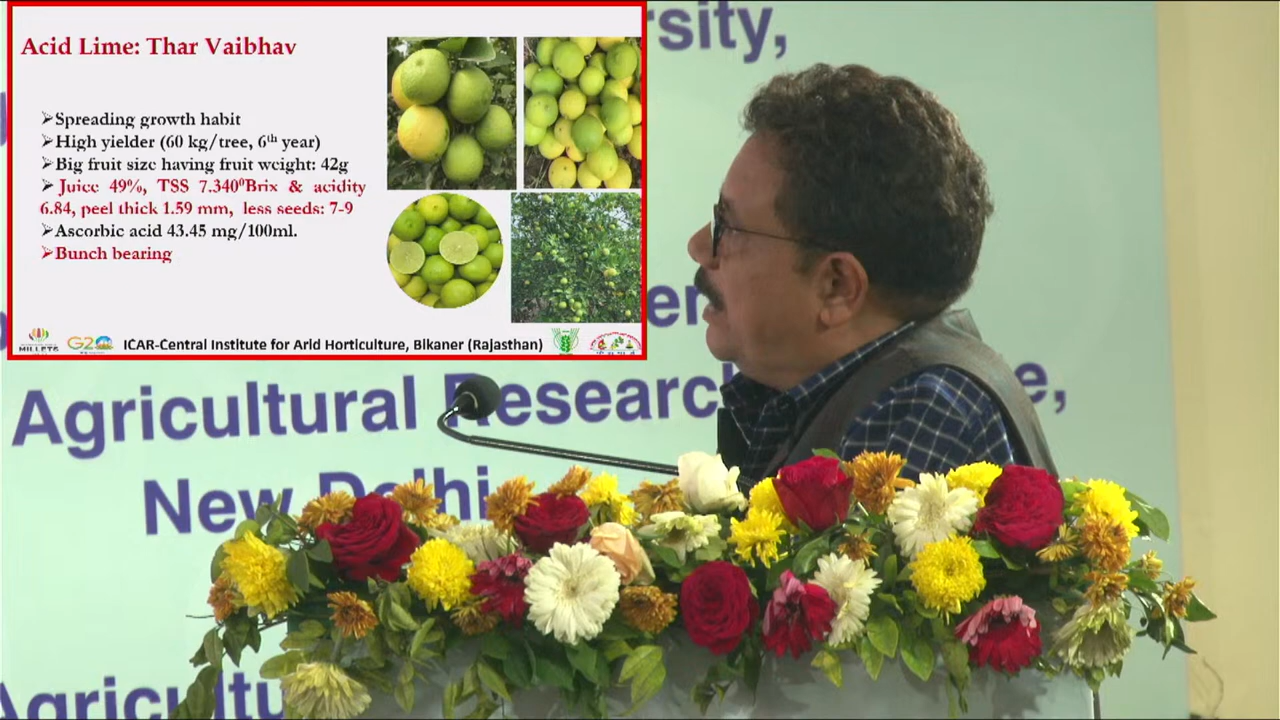 Acid Lime: Thar Vaibhav
➢Spreading growth habit
➢High yielder (60 kg/tree, 6th year)
➢Big fruit size having fruit weight: 42g
➢Juice 49%, TSS 7.340⁰Brix & acidity
6.84, peel thick 1.59 mm, less seeds: 7-9
➢Ascorbic acid 43.45 mg/100ml.
➢Bunch bearing
MILLETS
G20
ICAR-Central Institute for Arid Horticulture, Bikaner (Rajasthan)
Agricultural Research
New Delhi